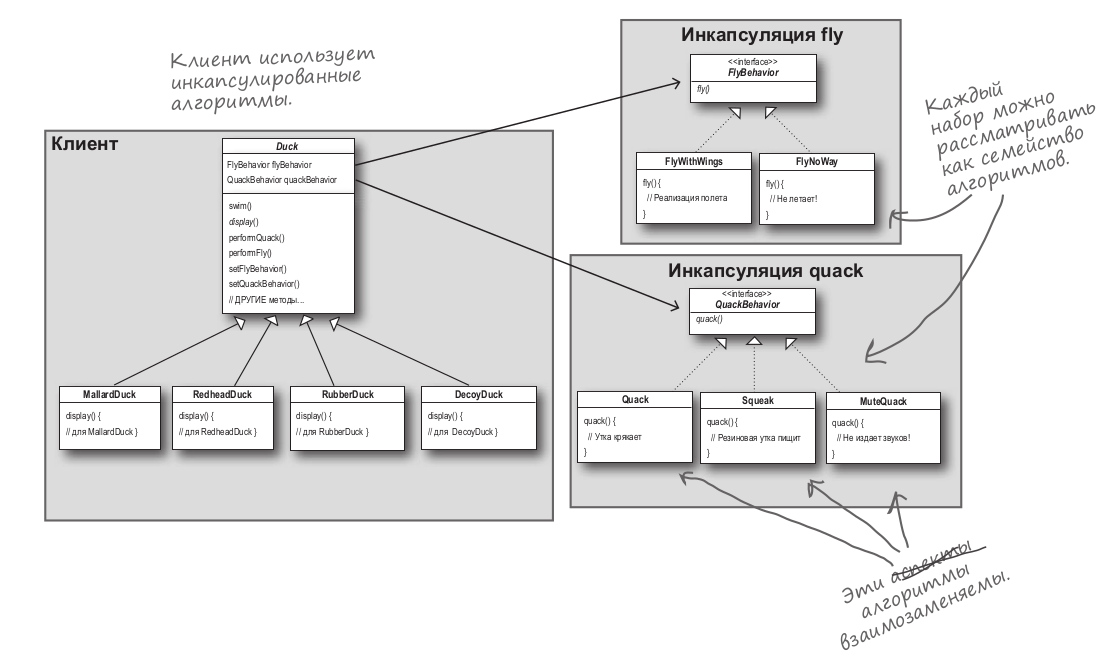 Клиент использует
инкапсулированные
алгоритмы.
Клиент
Duck
FlyBehavior flyBehavior
QuackBehavior quackBehavior
swim()
display()
performQuack()
performFly()
setFlyBehavior()
setQuackBehavior()
// ДРУГИЕ методы...
MallardDuck
display() {
// для MallardDuck }
RedheadDuck
display() {
// для RedheadDuck }
RubberDuck
display() {
// для RubberDuck }
DecoyDuck
display() {
// для DecoyDuck }
Инкапсуляция fly
<<interface>>
FlyBehavior
fly()
FlyWithWings
fly() {
// Реализация полета
}
FlyNoWay
fly() {
// Не летает!
}
Каждый
набор можно
рассматривать
как семейство
алгоритмов.
Инкапсуляция quack
<<interface>>
QuackBehavior
quack()
Quack
quack() {
// Утка крякает
}
Squeak
quack() {
// Резиновая утка пищит
}
MuteQuack
quack() {
// Не издает звуков!
}
Эти аспекты
алгоритмы
взаимозаменяемы.